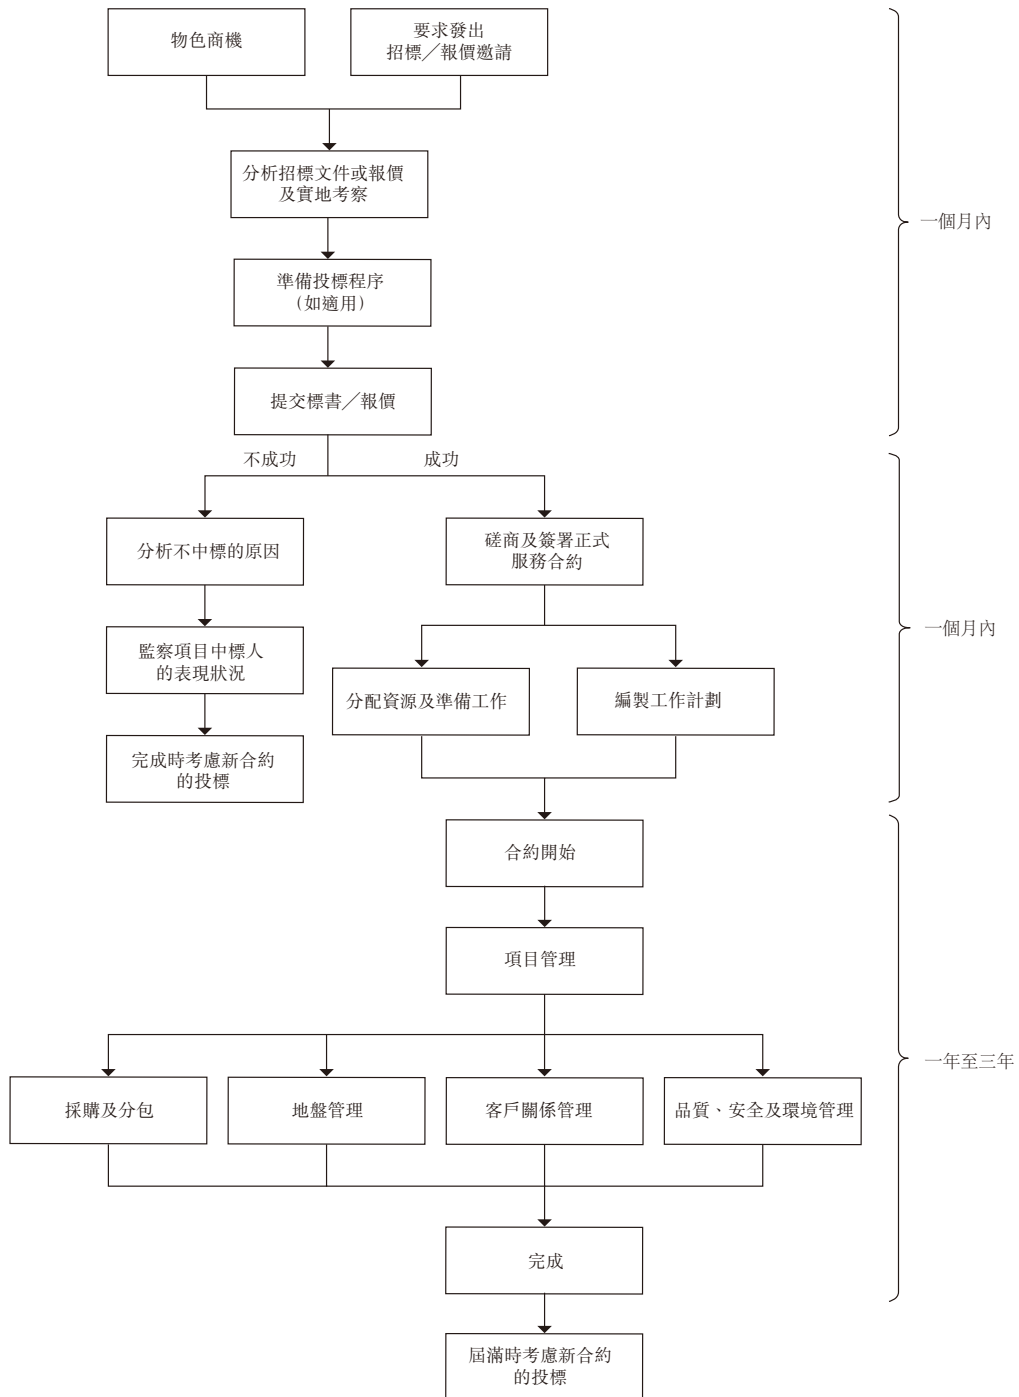 物色商機
要求發出
招標／報價邀請
分析招標文件或報價
及實地考察
一個月內
準備投標程序
（如適用）
提交標書／報價
不成功
成功
分析不中標的原因
磋商及簽署正式
服務合約
一個月內
監察項目中標人
的表現狀況
分配資源及準備工作
編製工作計劃
完成時考慮新合約
的投標
合約開始
項目管理
一年至三年
採購及分包
地盤管理
客戶關係管理
品質、安全及環境管理
完成
屆滿時考慮新合約
的投標